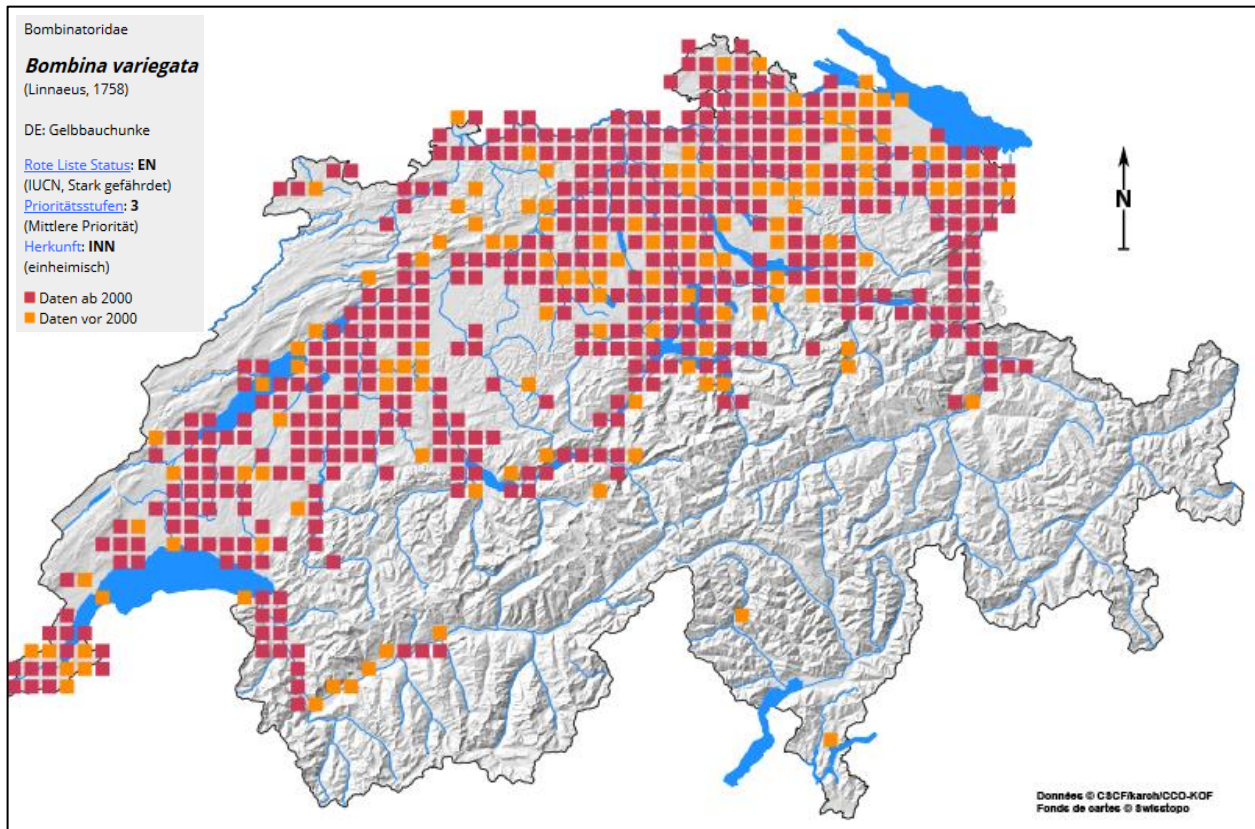 Bombinatoridae
Bombina variegata
(Linnaeus, 1758)
DE: Gelbbauchunke
Rote Liste Status: EN
(IUCN, Stark gefährdet)
Prioritätsstufen: 3
(Mittlere Priorität)
Herkunft: INN
(einheimisch)
Daten ab 2000
Daten vor 2000
N
Données © CSCF/karch/CCO-KOF
Fonds de cartes © Swisstopo